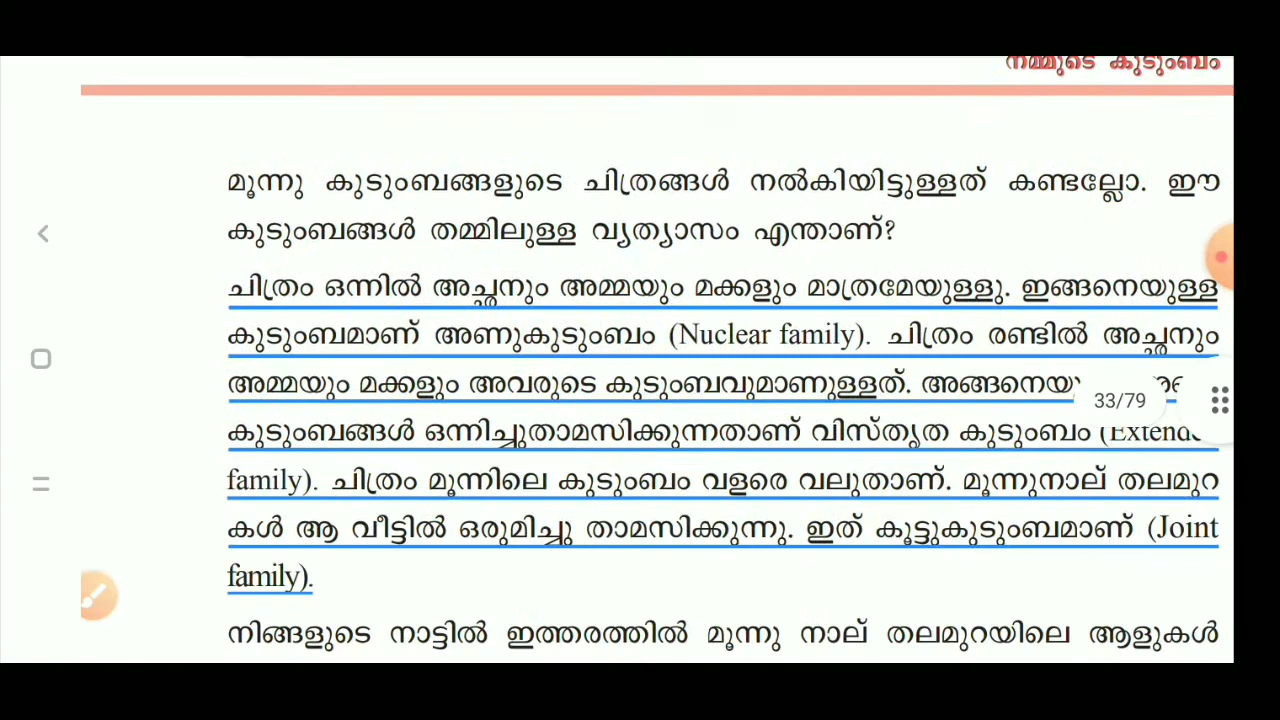 നമ്മുടെ കുടുംബം
മൂന്നു കുടുംബങ്ങളുടെ ചിത്രങ്ങൾ നൽകിയിട്ടുള്ളത് കണ്ടല്ലോ. ഈ
കുടുംബങ്ങൾ തമ്മിലുള്ള വ്യത്യാസം എന്താണ്?
ചിത്രം ഒന്നിൽ അച്ഛനും അമ്മയും മക്കളും മാത്രമേയുള്ളു. ഇങ്ങനെയുള്ള
കുടുംബമാണ് അണുകുടുംബം (Nuclear family). ചിത്രം രണ്ടിൽ അച്ഛനും
അമ്മയും മക്കളും അവരുടെ കുടുംബവുമാണുള്ളത്.
33/79
കുടുംബങ്ങൾ ഒന്നിച്ചുതാമസിക്കുന്നതാണ് വിസ്തൃത കുടുംബം
family). ചിത്രം മൂന്നിലെ കുടുംബം വളരെ വലുതാണ്. മൂന്നുനാല് തലമുറ
കൾ ആ വീട്ടിൽ ഒരുമിച്ചു താമസിക്കുന്നു. ഇത് കൂട്ടുകുടുംബമാണ് (Joint
family).
നിങ്ങളുടെ നാട്ടിൽ ഇത്തരത്തിൽ മൂന്നു നാല് തലമുറയിലെ ആളുകൾ